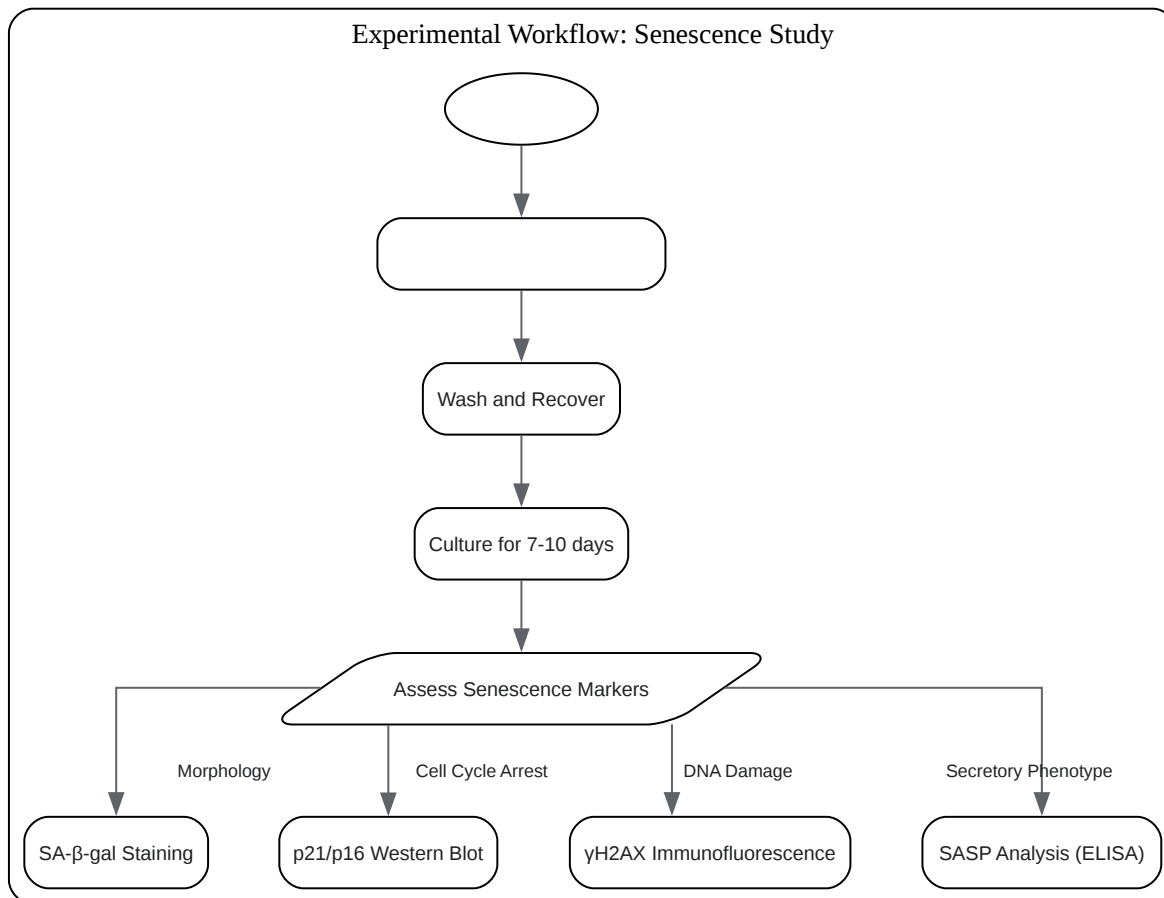 Experimental Workflow: Senescence Study
Wash and Recover
Culture for 7-10 days
Assess Senescence Markers
Morphology
Cell Cycle Arrest
DNA Damage
Secretory Phenotype
SA-β-gal Staining
p21/p16 Western Blot
γH2AX Immunofluorescence
SASP Analysis (ELISA)